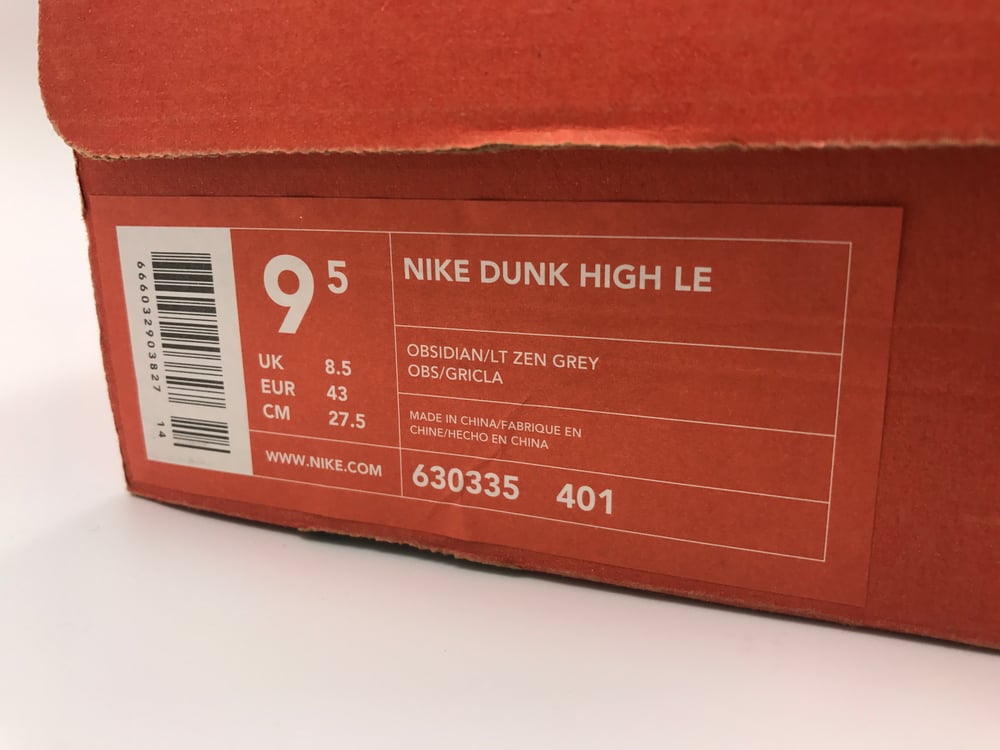 666032903827 14
9 5
UK 8.5
EUR 43
CM 27.5
WWW.NIKE.COM
NIKE DUNK HIGH LE
OBSIDIAN/LT ZEN GREY
OBS/GRICLA
MADE IN CHINA/FABRIQUE EN
CHINE/HECHO EN CHINA
630335 401